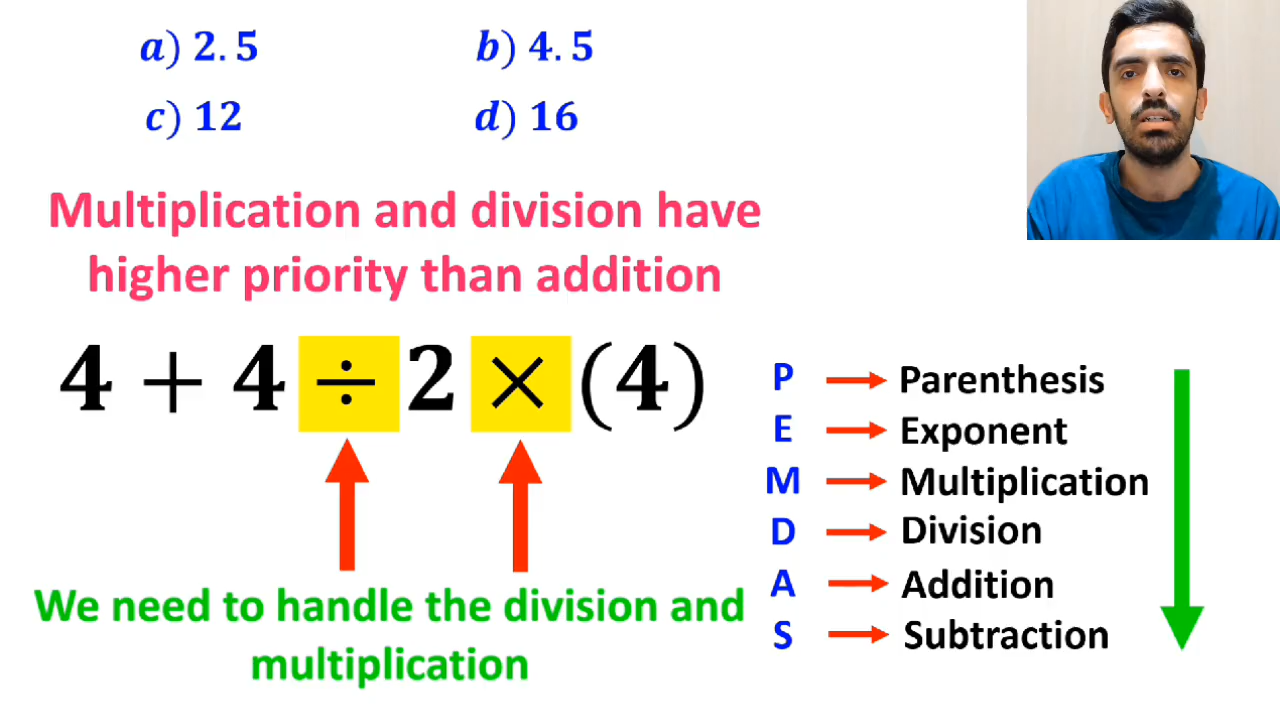 a) 2.5 b) 4.5
c) 12 d) 16
Multiplication and division have
higher priority than addition
4 + 4 ÷ 2 × (4)
We need to handle the division and
multiplication
P Parenthesis
E Exponent
M Multiplication
D Division
A Addition
S Subtraction